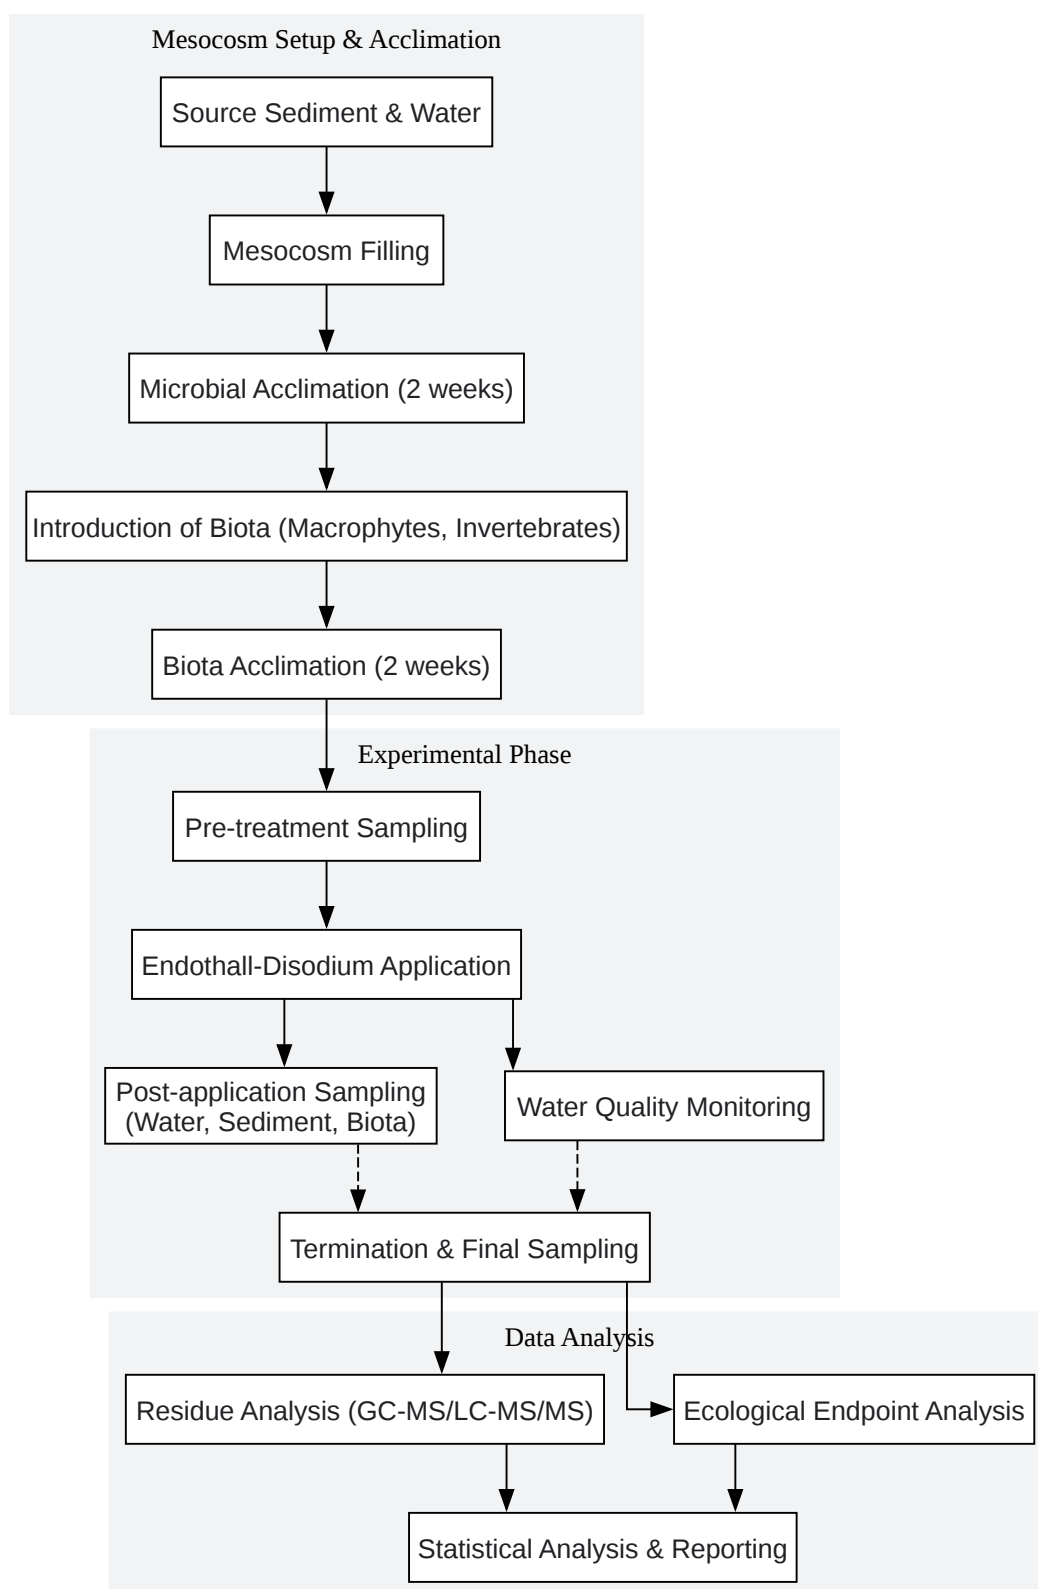 Mesocosm Setup & Acclimation
Source Sediment & Water
Mesocosm Filling
Microbial Acclimation (2 weeks)
Introduction of Biota (Macrophytes, Invertebrates)
Biota Acclimation (2 weeks)
Experimental Phase
Pre-treatment Sampling
Endothall-Disodium Application
Post-application Sampling
(Water, Sediment, Biota)
Water Quality Monitoring
Termination & Final Sampling
Data Analysis
Residue Analysis (GC-MS/LC-MS/MS)
Ecological Endpoint Analysis
Statistical Analysis & Reporting